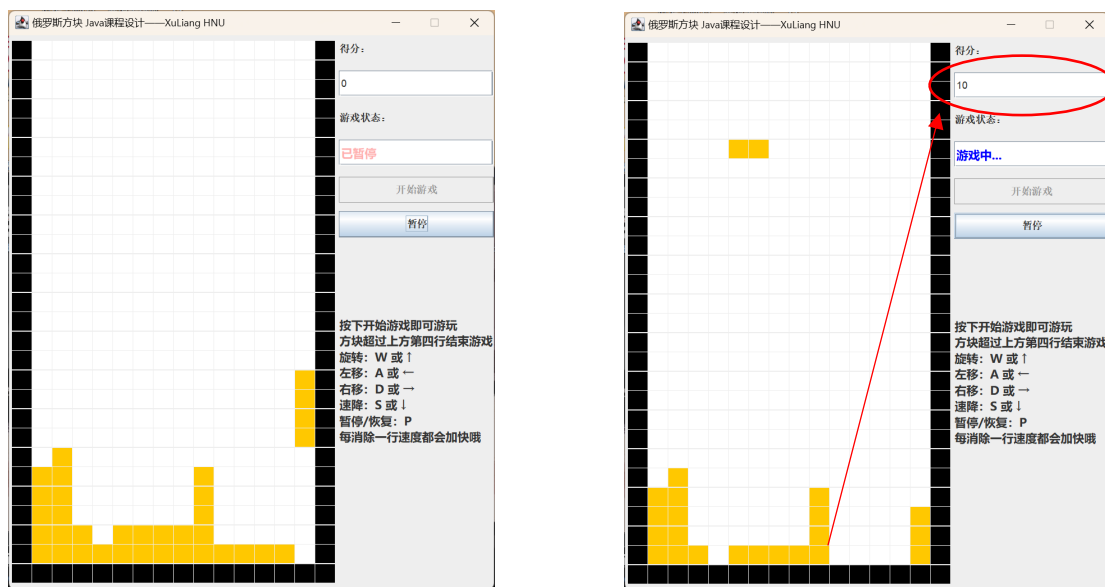 俄罗斯方块 Java课程设计——XuLiang HNU
得分：
0
游戏状态：
已暂停
开始游戏
暂停
按下开始游戏即可游玩
方块超过上方第四行结束游戏
旋转：W 或 ↑
左移：A 或 ←
右移：D 或 →
速降：S 或 ↓
暂停/恢复：P
每消除一行速度都会加快哦
俄罗斯方块 Java课程设计——XuLiang HNU
得分：
10
游戏状态：
游戏中...
开始游戏
暂停
按下开始游戏即可游玩
方块超过上方第四行结束游戏
旋转：W 或 ↑
左移：A 或 ←
右移：D 或 →
速降：S 或 ↓
暂停/恢复：P
每消除一行速度都会加快哦